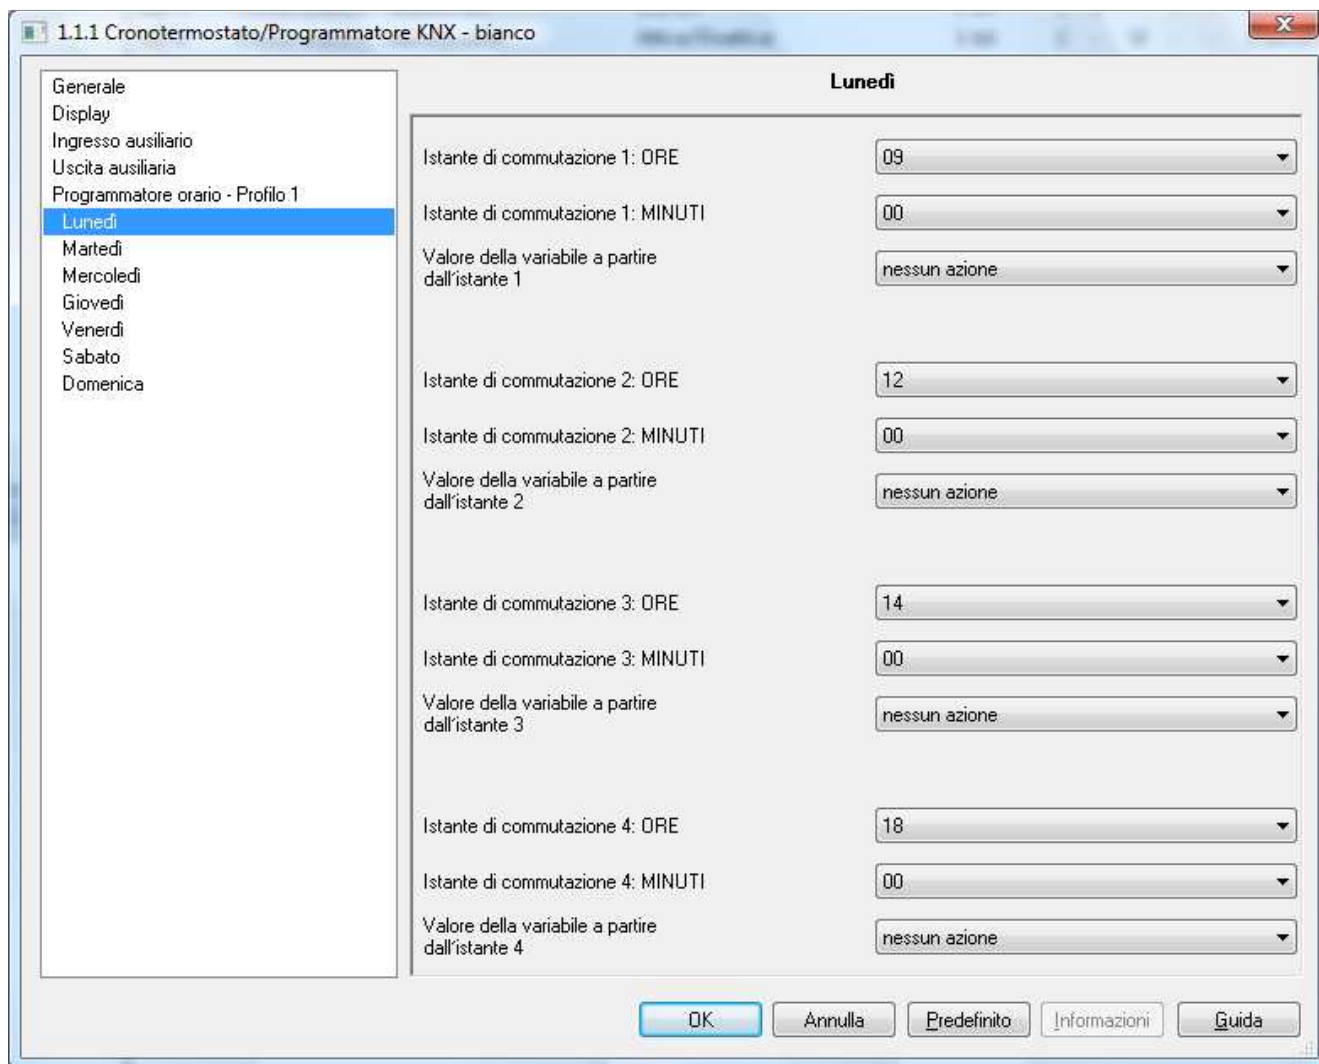 1.1.1 Cronotermostato/Programmatore KNX - bianco
Generale
Display
Ingresso ausiliario
Uscita ausiliaria
Programmatore orario - Profilo 1
Lunedì
Martedì
Mercoledì
Giovedì
Venerdì
Sabato
Domenica
Lunedì
Istante di commutazione 1: ORE 09
Istante di commutazione 1: MINUTI 00
Valore della variabile a partire
dall'istante 1 nessun azione
Istante di commutazione 2: ORE 12
Istante di commutazione 2: MINUTI 00
Valore della variabile a partire
dall'istante 2 nessun azione
Istante di commutazione 3: ORE 14
Istante di commutazione 3: MINUTI 00
Valore della variabile a partire
dall'istante 3 nessun azione
Istante di commutazione 4: ORE 18
Istante di commutazione 4: MINUTI 00
Valore della variabile a partire
dall'istante 4 nessun azione
OK Annulla Predefinito Informazioni Guida